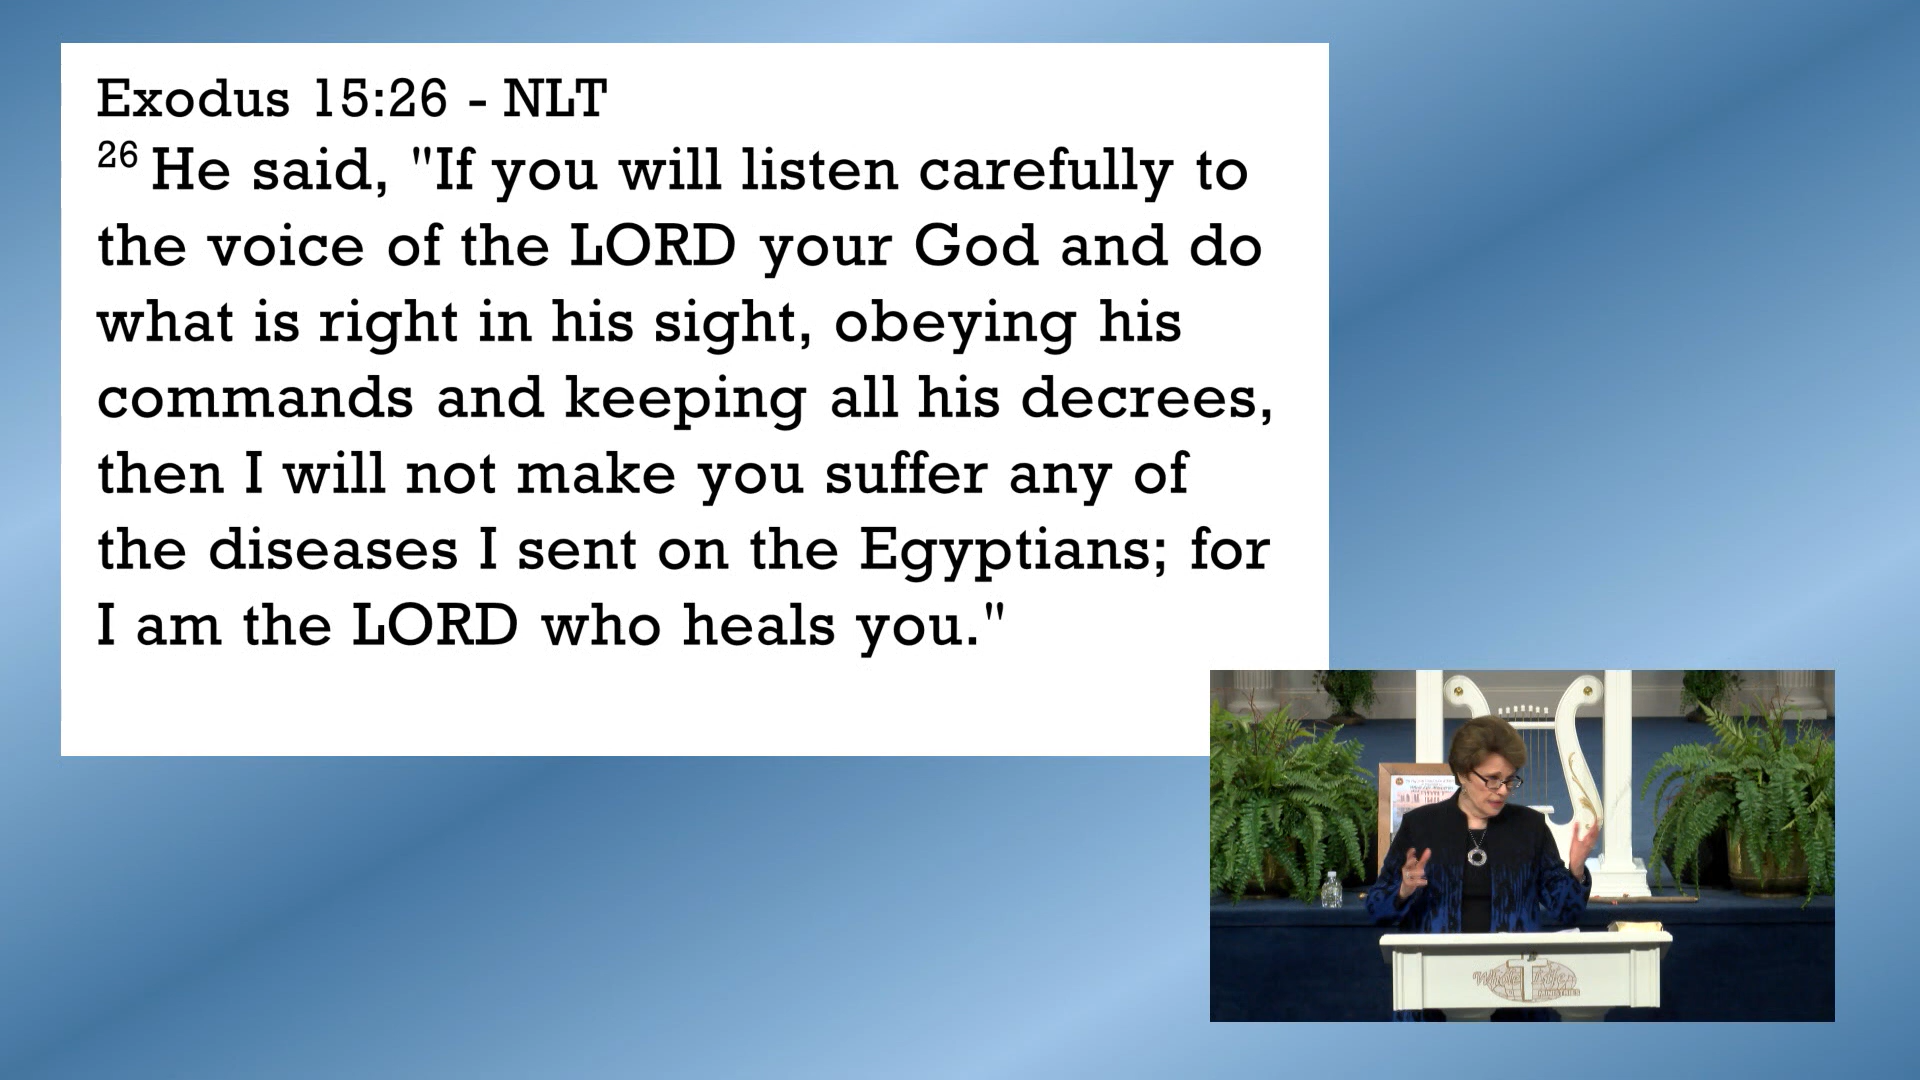 Exodus 15:26 - NLT
26 He said, "If you will listen carefully to
the voice of the LORD your God and do
what is right in his sight, obeying his
commands and keeping all his decrees,
then I will not make you suffer any of
the diseases I sent on the Egyptians; for
I am the LORD who heals you."
MINISTRIES